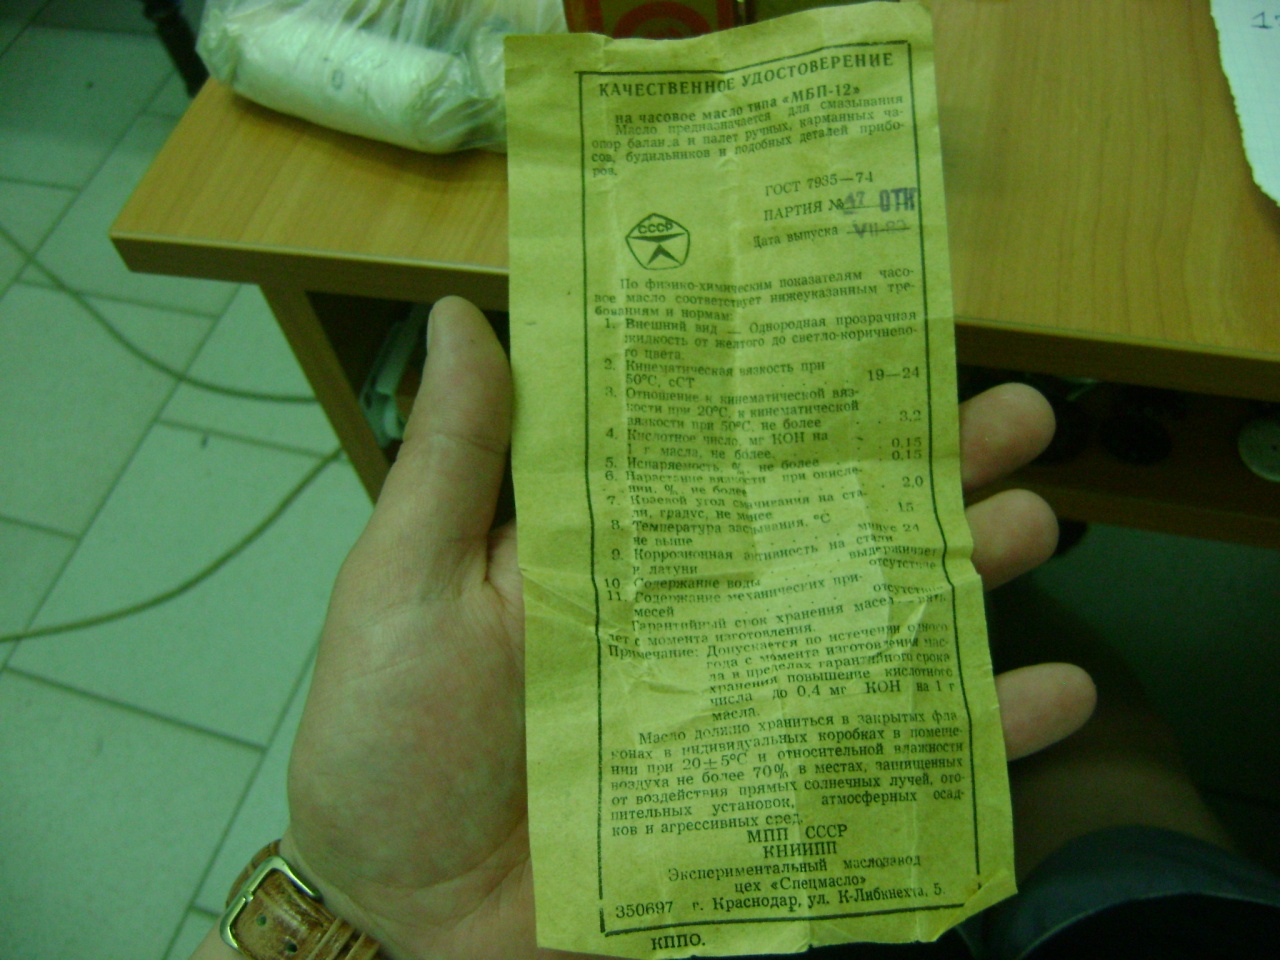 КАЧЕСТВЕННОЕ УДОСТОВЕРЕНИЕ
на часовое масло типа «МБП-12»
Масло предназначается для смазывания
опор баланса и палет ручных, карманных ча-
сов, будильников и подобных деталей прибо-
ров.
ГОСТ 7935—74
ПАРТИЯ № 47 ОТК
Дата выпуска VII-82
СССР
По физико-химическим показателям часо-
вое масло соответствует нижеуказанным тре-
бованиям и нормам:
1. Внешний вид — Однородная прозрачная
жидкость от желтого до светло-коричнево-
го цвета.
2. Кинематическая вязкость при
50°С, сСТ 19—24
3. Отношение к кинематической вяз-
кости при 20°С, к кинематической
вязкости при 50°С, не более . . 3,2
4. Кислотное число, мг КОН на
1 г масла, не более. . . 0,15
5. Испаряемость %, не более . . 0,15
6. Нарастание вязкости при окисле-
нии, %, не более . . 2,0
7. Краевой угол смачивания на ста-
ли, градус, не менее . . 15
8. Температура застывания, °С
не выше . . . минус 24
9. Коррозионная активность на стали
и латуни . . . выдерживает
10. Содержание воды . . . отсутствие
11. Содержание механических при-
месей . . . отсутствие
Гарантийный срок хранения масел — пять
лет с момента изготовления.
Примечание: Допускается по истечении одного
года с момента изготовления мас-
ла в пределах гарантийного срока
хранения повышение кислотного
числа до 0,4 мг КОН на 1 г
масла.
Масло должно храниться в закрытых фла
конах в индивидуальных коробках в помеще-
нии при 20±5°С и относительной влажности
воздуха не более 70% в местах, защищенных
от воздействия прямых солнечных лучей, ото-
пительных установок, атмосферных осад-
ков и агрессивных сред.
МПП СССР
КНИИПП
Экспериментальный маслозавод
цех «Спецмасло»
350697 г. Краснодар, ул. К-Либкнехта, 5
КППО.